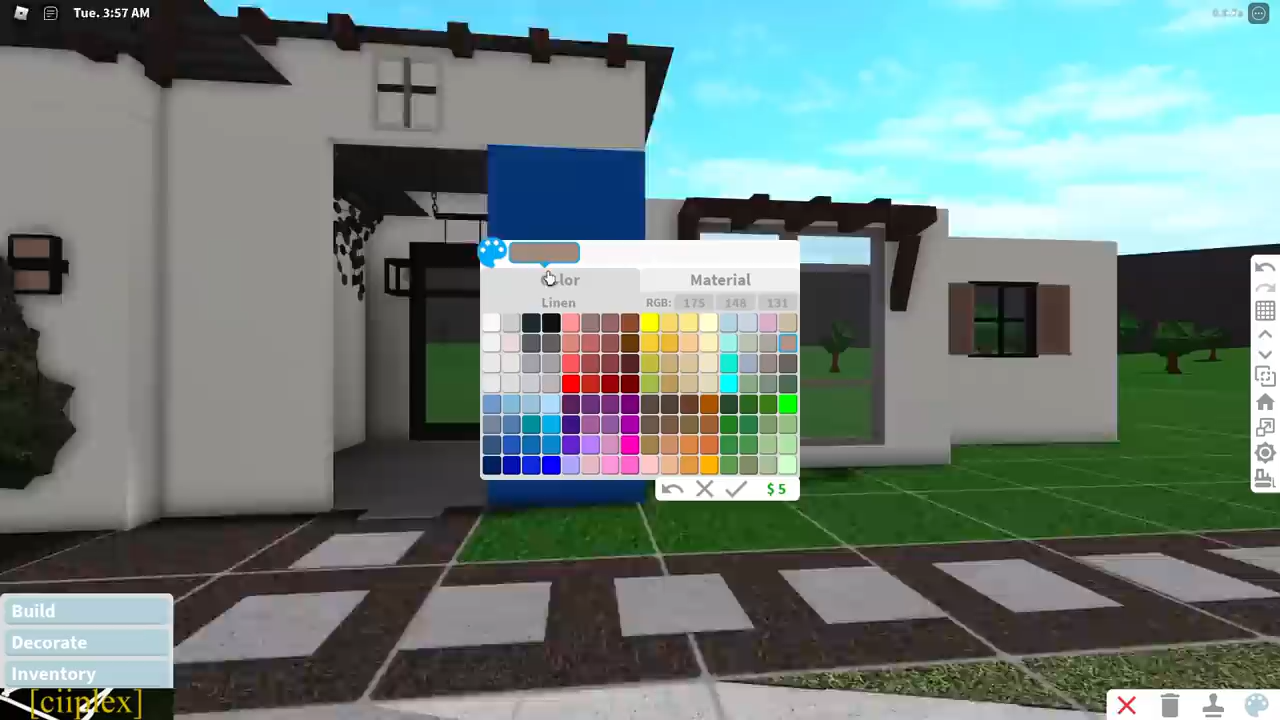 Tue. 3:57 AM
Color
Material
Linen
RGB: 175 148 131
$ 5
Build
Decorate
Inventory
[ciiplex]